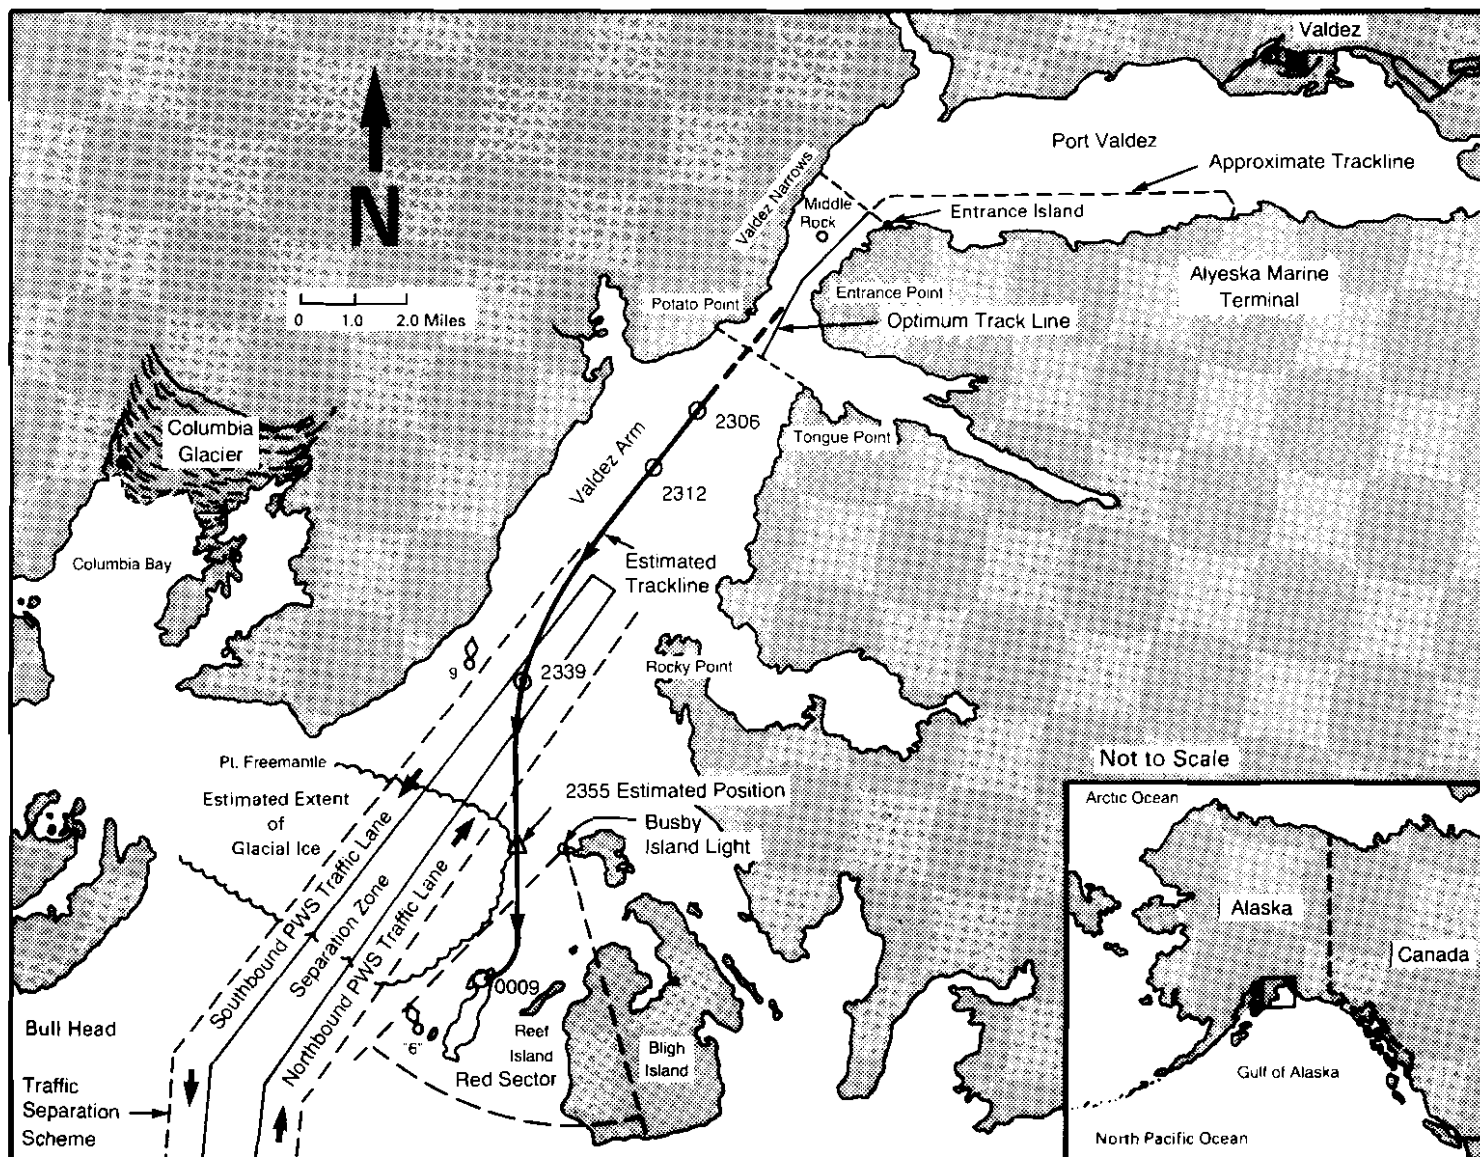 Valdez
Port Valdez
Approximate Trackline
N
Valdez Narrows
Middle
Rock
Entrance Island
Alyeska Marine
Terminal
0 1.0 2.0 Miles
Potato Point
Entrance Point
Optimum Track Line
Columbia
Glacier
Valdez Arm
2306
Tongue Point
2312
Columbia Bay
Estimated
Trackline
9
2339
Rocky Point
Not to Scale
Pt. Freemantle
Estimated Extent
of
Glacial Ice
2355 Estimated Position
Busby
Island Light
Southbound PWS Traffic Lane
Separation Zone
Northbound PWS Traffic Lane
0009
Bull Head
"6"
Reef
Island
Red Sector
Bligh
Island
Traffic
Separation
Scheme
Arctic Ocean
Alaska
Canada
Gulf of Alaska
North Pacific Ocean